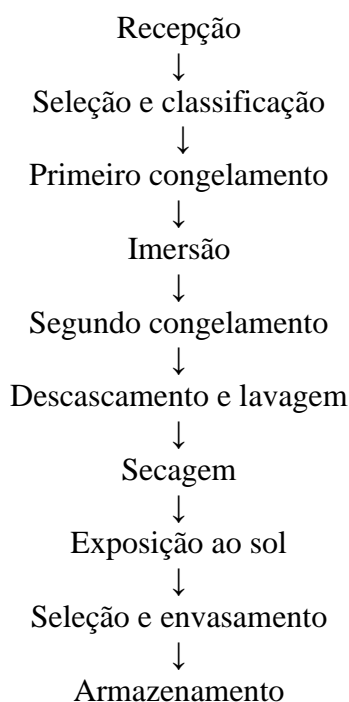 Recepção
↓
Seleção e classificação
↓
Primeiro congelamento
↓
Imersão
↓
Segundo congelamento
↓
Descascamento e lavagem
↓
Secagem
↓
Exposição ao sol
↓
Seleção e envasamento
↓
Armazenamento